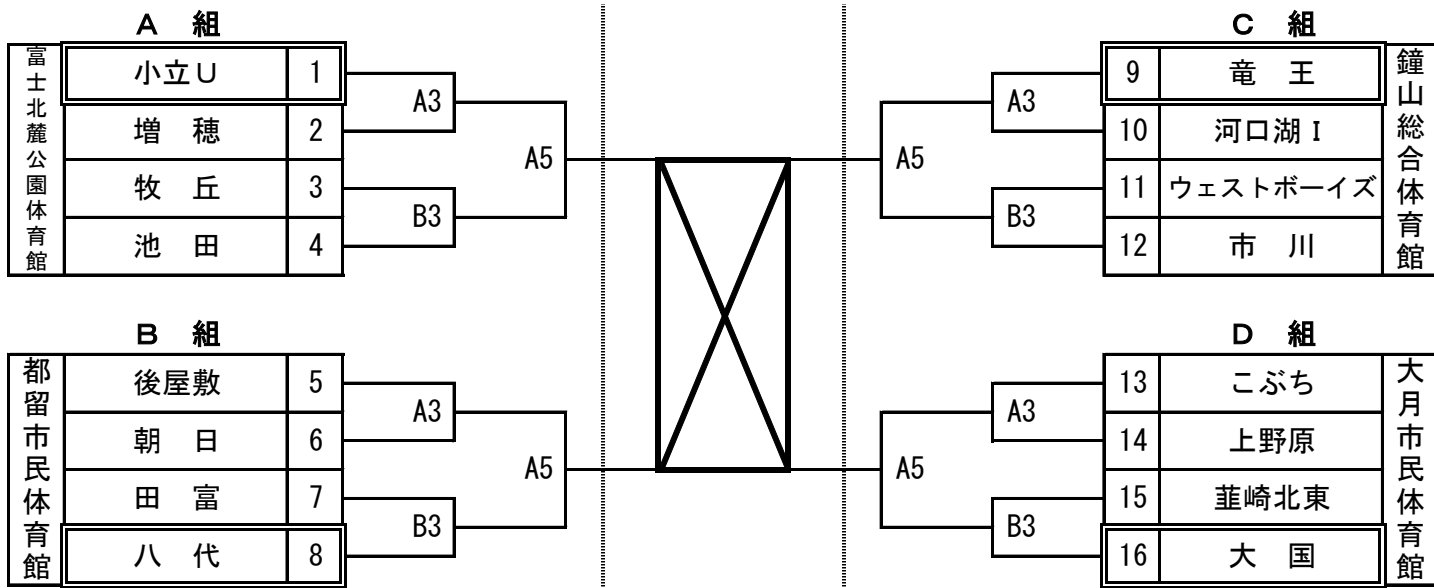 A 組
富士北麓公園体育館
小立U 1
増 穂 2
牧 丘 3
池 田 4
A3
B3
A5
B 組
都留市民体育館
後屋敷 5
朝 日 6
田 富 7
八 代 8
A3
B3
A5
C 組
9 竜 王
10 河口湖 I
11 ウェストボーイズ
12 市 川
鐘山総合体育館
A3
B3
A5
D 組
13 こぶち
14 上野原
15 韮崎北東
16 大 国
大月市民体育館
A3
B3
A5